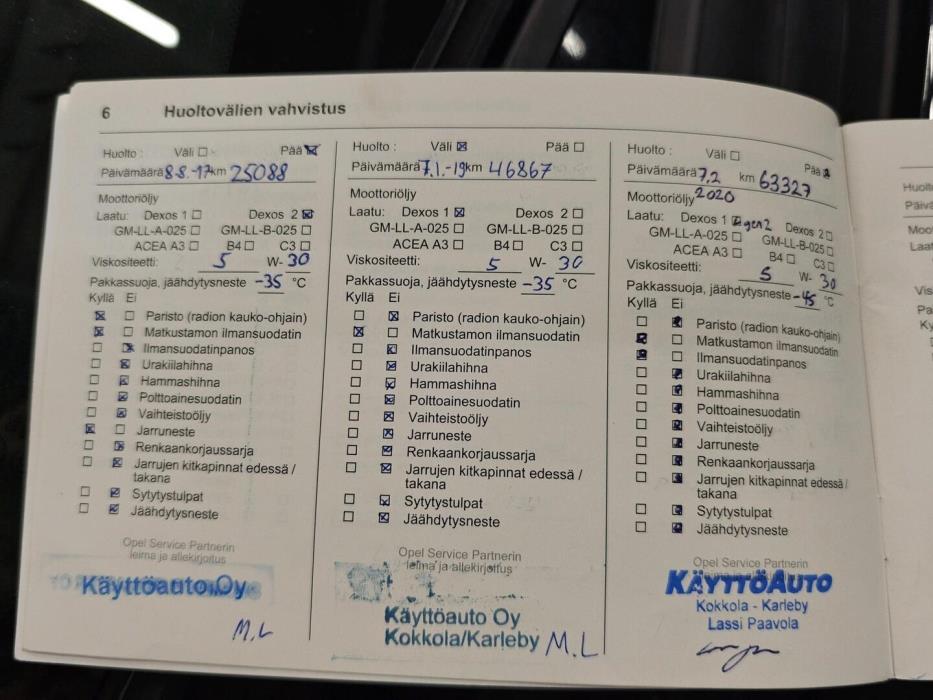 6 Huoltovälien vahvistus
Huolto : Väli ☐ Pää ☒
Päivämäärä 8.8.-17 km 25088
Moottoriöljy
Laatu: Dexos 1 ☐ Dexos 2 ☒
GM-LL-A-025 ☐ GM-LL-B-025 ☐
ACEA A3 ☐ B4 ☐ C3 ☐
Viskositeetti: 5 W- 30
Pakkassuoja, jäähdytysneste -35 °C
Kyllä Ei
☒ ☐ Paristo (radion kauko-ohjain)
☒ ☐ Matkustamon ilmansuodatin
☐ ☒ Ilmansuodatinpanos
☐ ☒ Urakiilahihna
☐ ☒ Hammashihna
☐ ☒ Polttoainesuodatin
☐ ☒ Vaihteistoöljy
☒ ☐ Jarruneste
☐ ☒ Renkaankorjaussarja
☐ ☒ Jarrujen kitkapinnat edessä /
takana
☐ ☒ Sytytystulpat
☐ ☒ Jäähdytysneste
Opel Service Partnerin
leima ja allekirjoitus
Käyttöauto Oy
M.L
Huolto : Väli ☒ Pää ☐
Päivämäärä 7.1.-19 km 46867
Moottoriöljy
Laatu: Dexos 1 ☒ Dexos 2 ☐
GM-LL-A-025 ☐ GM-LL-B-025 ☐
ACEA A3 ☐ B4 ☐ C3 ☐
Viskositeetti: 5 W- 30
Pakkassuoja, jäähdytysneste -35 °C
Kyllä Ei
☐ ☒ Paristo (radion kauko-ohjain)
☒ ☐ Matkustamon ilmansuodatin
☐ ☒ Ilmansuodatinpanos
☐ ☒ Urakiilahihna
☐ ☒ Hammashihna
☐ ☒ Polttoainesuodatin
☐ ☒ Vaihteistoöljy
☐ ☒ Jarruneste
☐ ☒ Renkaankorjaussarja
☐ ☒ Jarrujen kitkapinnat edessä /
takana
☐ ☒ Sytytystulpat
☐ ☒ Jäähdytysneste
Opel Service Partnerin
leima ja allekirjoitus
Käyttöauto Oy
Kokkola/Karleby M.L
Huolto : Väli ☐ Pää ☒
Päivämäärä 7.2 km 63327
Moottoriöljy 2020
Laatu: Dexos 1 ☒ gen2 Dexos 2 ☐
GM-LL-A-025 ☐ GM-LL-B-025 ☐
ACEA A3 ☐ B4 ☐ C3 ☐
Viskositeetti: 5 W- 30
Pakkassuoja, jäähdytysneste -45 °C
Kyllä Ei
☐ ☒ Paristo (radion kauko-ohjain)
☒ ☐ Matkustamon ilmansuodatin
☒ ☐ Ilmansuodatinpanos
☐ ☒ Urakiilahihna
☐ ☒ Hammashihna
☐ ☒ Polttoainesuodatin
☐ ☒ Vaihteistoöljy
☐ ☒ Jarruneste
☐ ☒ Renkaankorjaussarja
☐ ☒ Jarrujen kitkapinnat edessä /
takana
☐ ☒ Sytytystulpat
☐ ☒ Jäähdytysneste
Opel Service Partnerin
KÄYTTÖAUTO
Kokkola - Karleby
Lassi Paavola